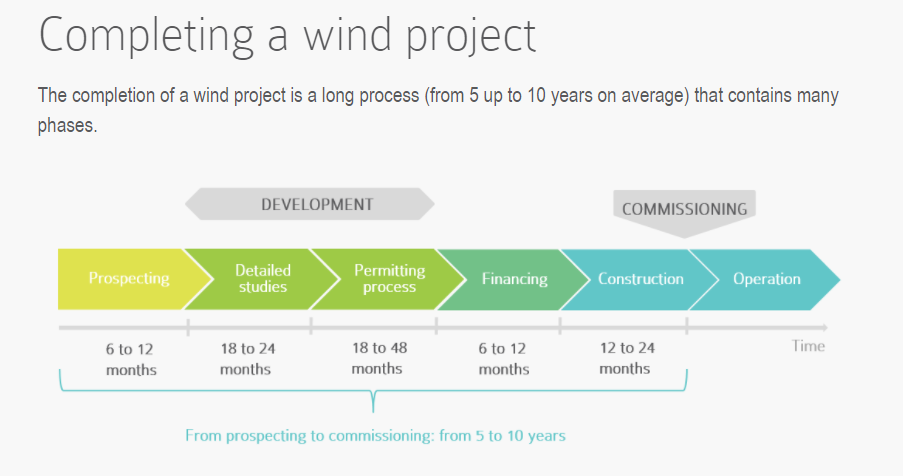 Completing a wind project
The completion of a wind project is a long process (from 5 up to 10 years on average) that contains many
phases.
DEVELOPMENT
COMMISSIONING
Prospecting
Detailed
studies
Permitting
process
Financing
Construction
Operation
6 to 12
months
18 to 24
months
18 to 48
months
6 to 12
months
12 to 24
months
Time
From prospecting to commissioning: from 5 to 10 years